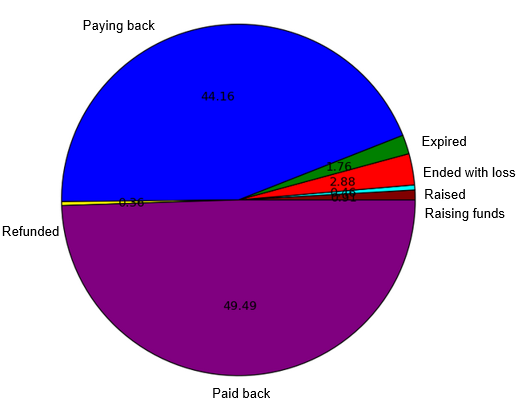 Paying back
44.16
Expired
1.76
Ended with loss
2.88
Raised
Raising funds
Refunded
49.49
Paid back